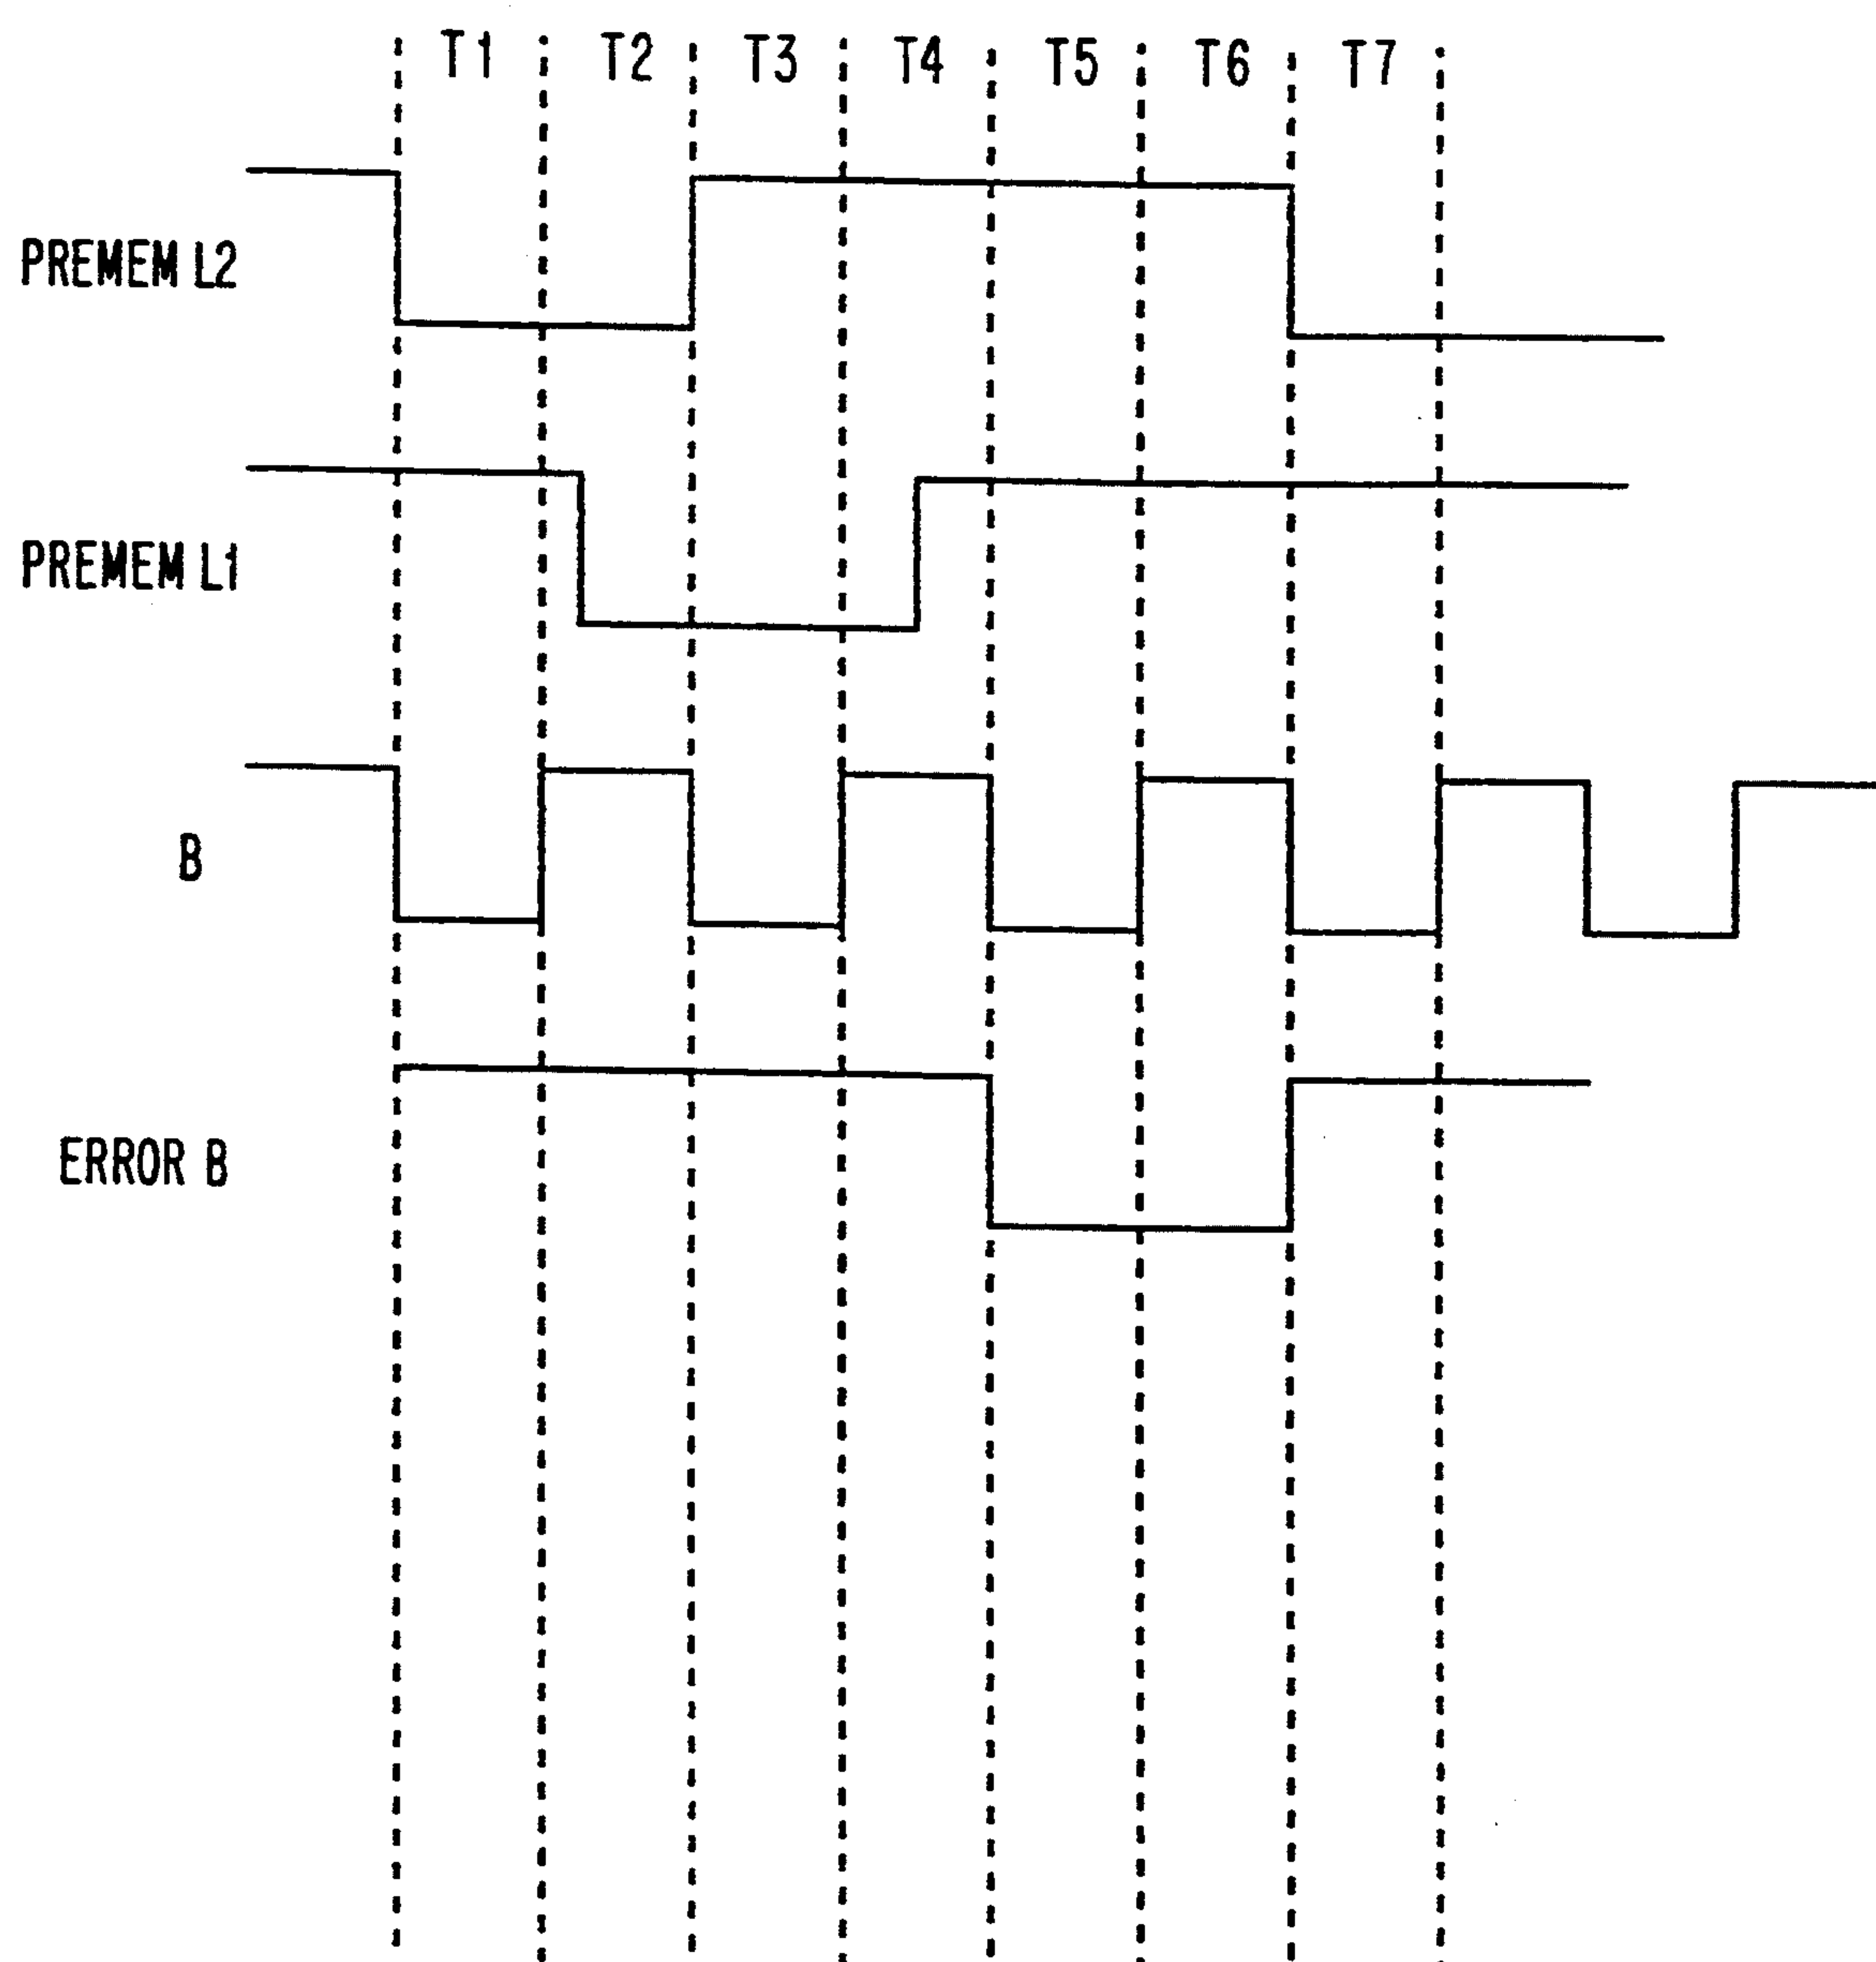 T1 T2 T3 T4 T5 T6 T7
PREMEM L2
PREMEM L1
B
ERROR B